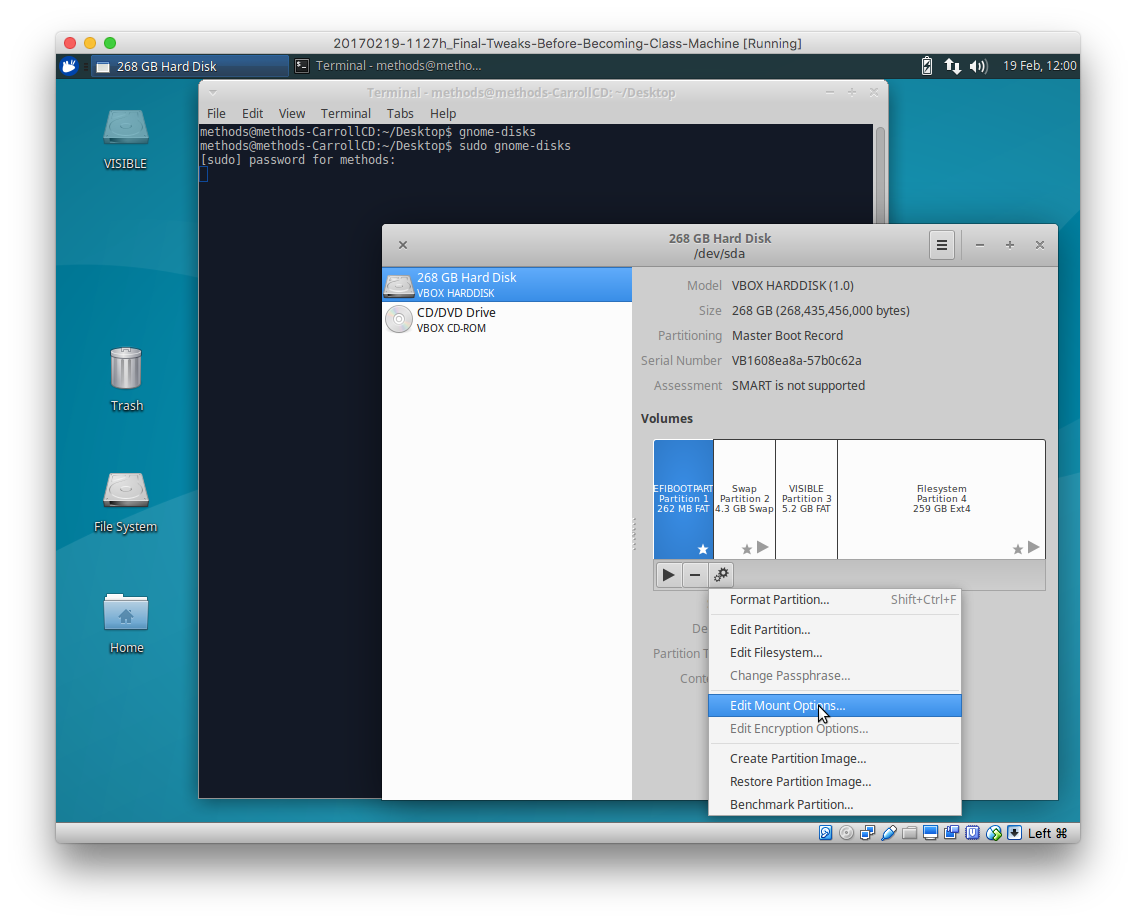 20170219-1127h_Final-Tweaks-Before-Becoming-Class-Machine [Running]
268 GB Hard Disk
Terminal - methods@metho...
19 Feb, 12:00
VISIBLE
Trash
File System
Home
Terminal - methods@methods-CarrollCD: ~/Desktop
File Edit View Terminal Tabs Help
methods@methods-CarrollCD:~/Desktop$ gnome-disks
methods@methods-CarrollCD:~/Desktop$ sudo gnome-disks
[sudo] password for methods:
268 GB Hard Disk
/dev/sda
268 GB Hard Disk
VBOX HARDDISK
CD/DVD Drive
VBOX CD-ROM
Model VBOX HARDDISK (1.0)
Size 268 GB (268,435,456,000 bytes)
Partitioning Master Boot Record
Serial Number VB1608ea8a-57b0c62a
Assessment SMART is not supported
Volumes
EFIBOOTPART
Partition 1
262 MB FAT
Swap
Partition 2
4.3 GB Swap
VISIBLE
Partition 3
5.2 GB FAT
Filesystem
Partition 4
259 GB Ext4
De
Partition T
Conte
Format Partition... Shift+Ctrl+F
Edit Partition...
Edit Filesystem...
Change Passphrase...
Edit Mount Options...
Edit Encryption Options...
Create Partition Image...
Restore Partition Image...
Benchmark Partition...
Left ⌘